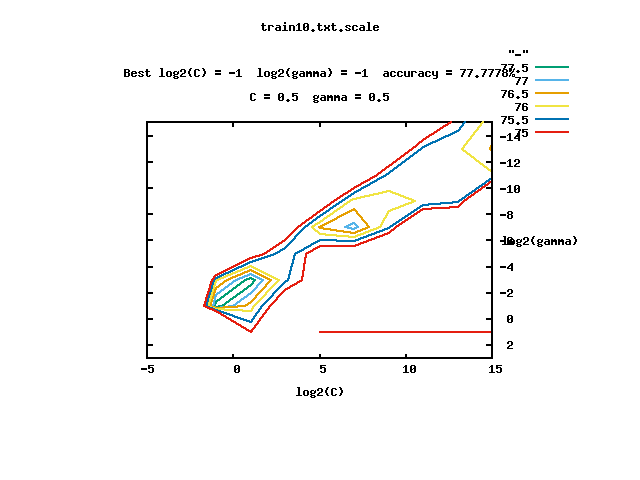 train10.txt.scale
"-"
Best log2(C) = -1  log2(gamma) = -1  accuracy = 77.7778%
77.5
77
76.5
76
75.5
75
C = 0.5  gamma = 0.5
-14
-12
-10
-8
-6
-4
-2
0
2
log2(gamma)
-5 0 5 10 15
log2(C)